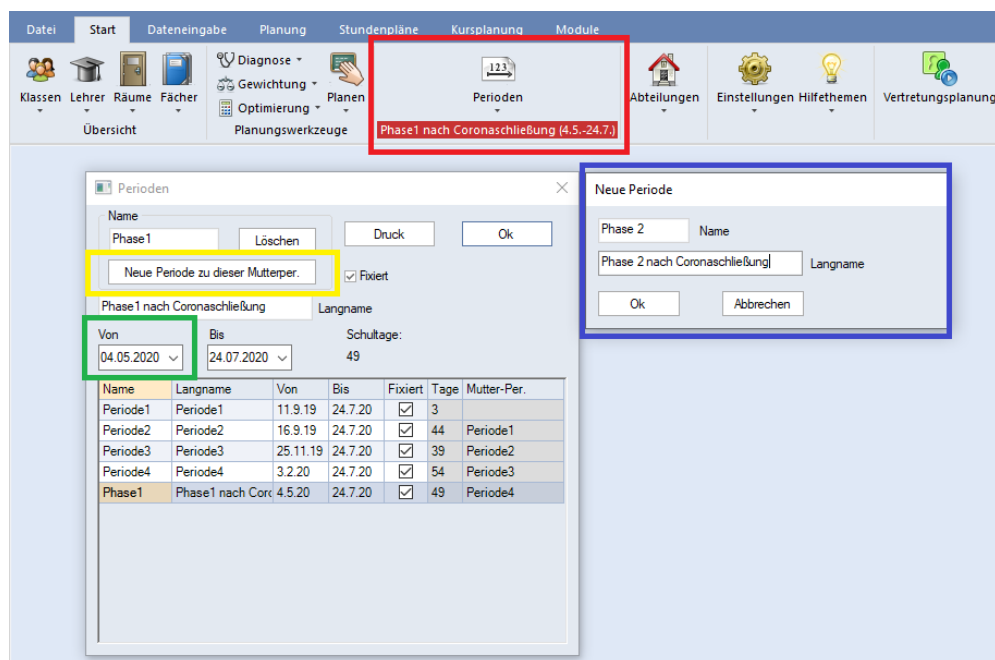 Datei Start Dateneingabe Planung Stundenpläne Kursplanung Module
Klassen Lehrer Räume Fächer
Übersicht
Diagnose
Gewichtung
Optimierung
Planen
Planungswerkzeuge
123
Perioden
Phase1 nach Coronaschließung (4.5.-24.7.)
Abteilungen Einstellungen Hilfethemen Vertretungsplanung
Perioden
Name
Phase1 Löschen Druck Ok
Neue Periode zu dieser Mutterper. Fixiert
Phase1 nach Coronaschließung Langname
Von Bis Schultage:
04.05.2020 24.07.2020 49
Name Langname Von Bis Fixiert Tage Mutter-Per.
Periode1 Periode1 11.9.19 24.7.20 3
Periode2 Periode2 16.9.19 24.7.20 44 Periode1
Periode3 Periode3 25.11.19 24.7.20 39 Periode2
Periode4 Periode4 3.2.20 24.7.20 54 Periode3
Phase1 Phase1 nach Corc 4.5.20 24.7.20 49 Periode4
Neue Periode
Phase 2 Name
Phase 2 nach Coronaschließung Langname
Ok Abbrechen